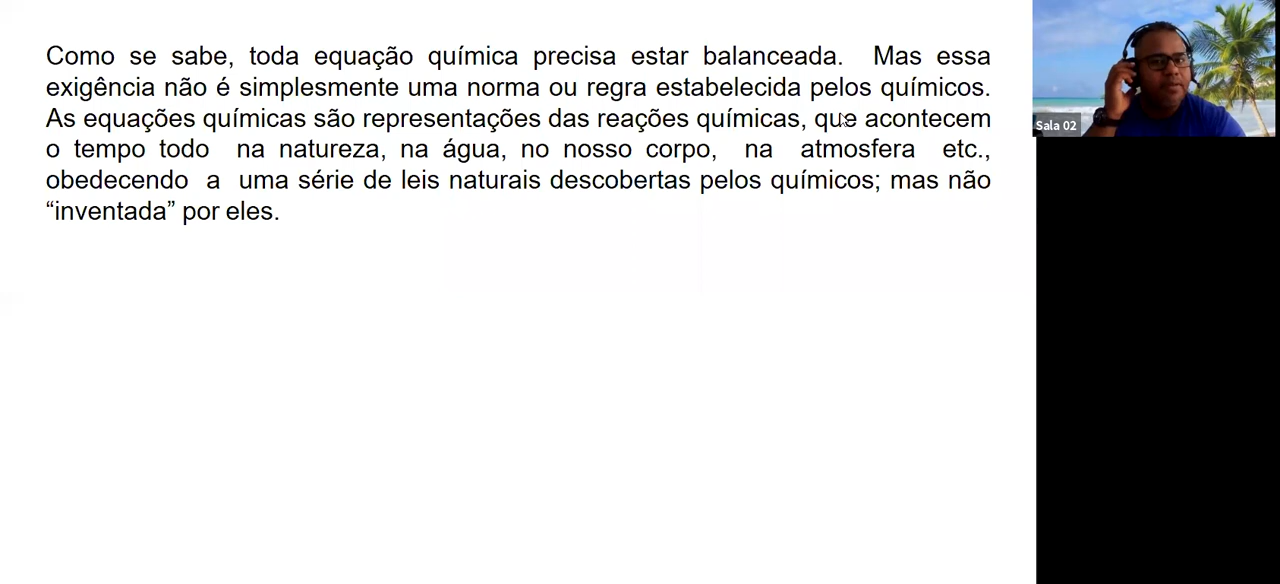 Como se sabe, toda equação química precisa estar balanceada. Mas essa
exigência não é simplesmente uma norma ou regra estabelecida pelos químicos.
As equações químicas são representações das reações químicas, que acontecem
o tempo todo na natureza, na água, no nosso corpo, na atmosfera etc.,
obedecendo a uma série de leis naturais descobertas pelos químicos; mas não
“inventada” por eles.
Sala 02